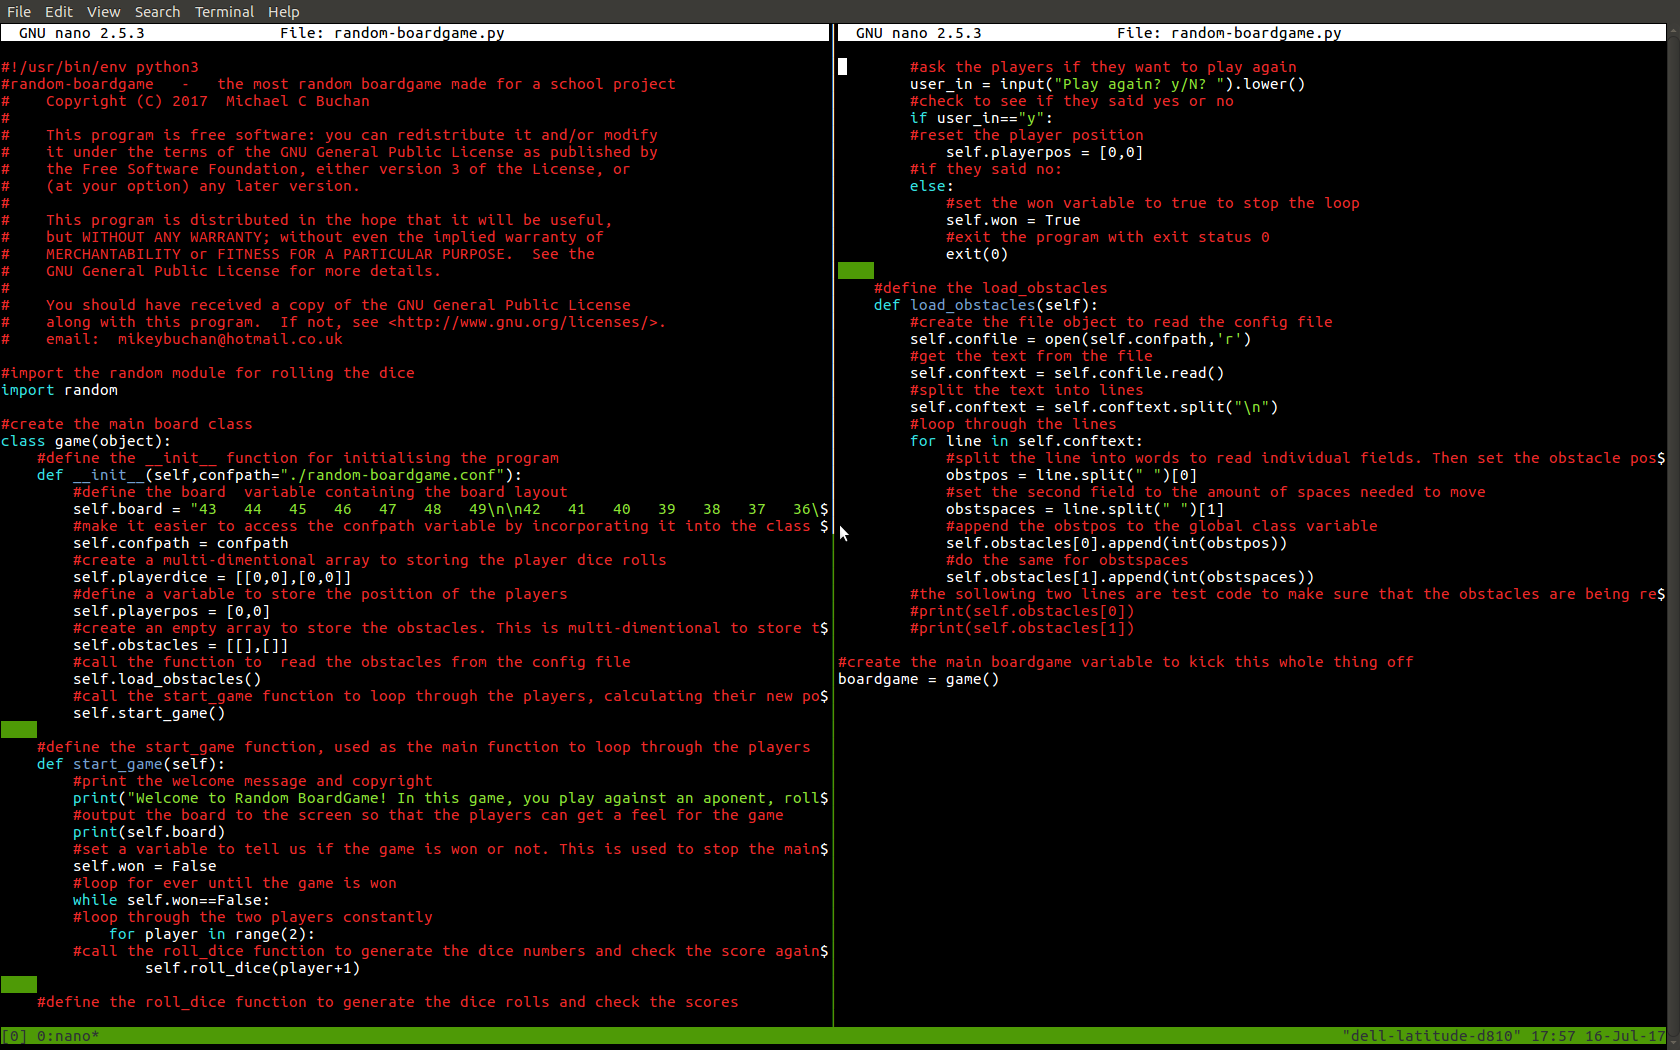 File Edit View Search Terminal Help
GNU nano 2.5.3 File: random-boardgame.py
#!/usr/bin/env python3
#random-boardgame   -   the most random boardgame made for a school project
#    Copyright (C) 2017  Michael C Buchan
#
#    This program is free software: you can redistribute it and/or modify
#    it under the terms of the GNU General Public License as published by
#    the Free Software Foundation, either version 3 of the License, or
#    (at your option) any later version.
#
#    This program is distributed in the hope that it will be useful,
#    but WITHOUT ANY WARRANTY; without even the implied warranty of
#    MERCHANTABILITY or FITNESS FOR A PARTICULAR PURPOSE.  See the
#    GNU General Public License for more details.
#
#    You should have received a copy of the GNU General Public License
#    along with this program.  If not, see <http://www.gnu.org/licenses/>.
#    email:  mikeybuchan@hotmail.co.uk
#import the random module for rolling the dice
import random
#create the main board class
class game(object):
    #define the __init__ function for initialising the program
    def __init__(self,confpath="./random-boardgame.conf"):
        #define the board  variable containing the board layout
        self.board = "43   44   45   46   47   48   49\n\n42   41   40   39   38   37   36\$
        #make it easier to access the confpath variable by incorporating it into the class $
        self.confpath = confpath
        #create a multi-dimentional array to storing the player dice rolls
        self.playerdice = [[0,0],[0,0]]
        #define a variable to store the position of the players
        self.playerpos = [0,0]
        #create an empty array to store the obstacles. This is multi-dimentional to store t$
        self.obstacles = [[],[]]
        #call the function to  read the obstacles from the config file
        self.load_obstacles()
        #call the start_game function to loop through the players, calculating their new po$
        self.start_game()
    #define the start_game function, used as the main function to loop through the players
    def start_game(self):
        #print the welcome message and copyright
        print("Welcome to Random BoardGame! In this game, you play against an aponent, roll$
        #output the board to the screen so that the players can get a feel for the game
        print(self.board)
        #set a variable to tell us if the game is won or not. This is used to stop the main$
        self.won = False
        #loop for ever until the game is won
        while self.won==False:
        #loop through the two players constantly
            for player in range(2):
        #call the roll_dice function to generate the dice numbers and check the score again$
                self.roll_dice(player+1)
    #define the roll_dice function to generate the dice rolls and check the scores
GNU nano 2.5.3 File: random-boardgame.py
        #ask the players if they want to play again
        user_in = input("Play again? y/N? ").lower()
        #check to see if they said yes or no
        if user_in=="y":
        #reset the player position
            self.playerpos = [0,0]
        #if they said no:
        else:
            #set the won variable to true to stop the loop
            self.won = True
            #exit the program with exit status 0
            exit(0)
    #define the load_obstacles
    def load_obstacles(self):
        #create the file object to read the config file
        self.confile = open(self.confpath,'r')
        #get the text from the file
        self.conftext = self.confile.read()
        #split the text into lines
        self.conftext = self.conftext.split("\n")
        #loop through the lines
        for line in self.conftext:
            #split the line into words to read individual fields. Then set the obstacle pos$
            obstpos = line.split(" ")[0]
            #set the second field to the amount of spaces needed to move
            obstspaces = line.split(" ")[1]
            #append the obstpos to the global class variable
            self.obstacles[0].append(int(obstpos))
            #do the same for obstspaces
            self.obstacles[1].append(int(obstspaces))
        #the sollowing two lines are test code to make sure that the obstacles are being re$
        #print(self.obstacles[0])
        #print(self.obstacles[1])
#create the main boardgame variable to kick this whole thing off
boardgame = game()
[0] 0:nano* "dell-latitude-d810" 17:57 16-Jul-17